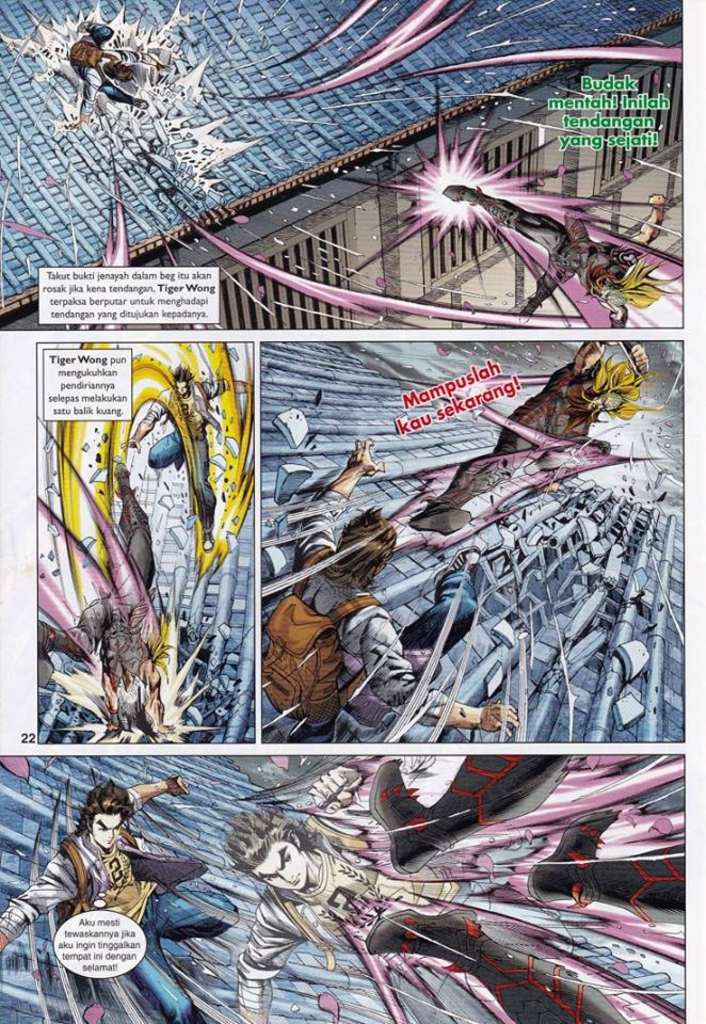 Budak
mentah! Inilah
tendangan
yang sejati!
Takut bukti jenayah dalam beg itu akan
rosak jika kena tendangan, Tiger Wong
terpaksa berputar untuk menghadapi
tendangan yang ditujukan kepadanya.
Tiger Wong pun
mengukuhkan
pendiriannya
selepas melakukan
satu balik kuang.
Mampuslah
kau sekarang!
22
Aku mesti
tewaskannya jika
aku ingin tinggalkan
tempat ini dengan
selamat!